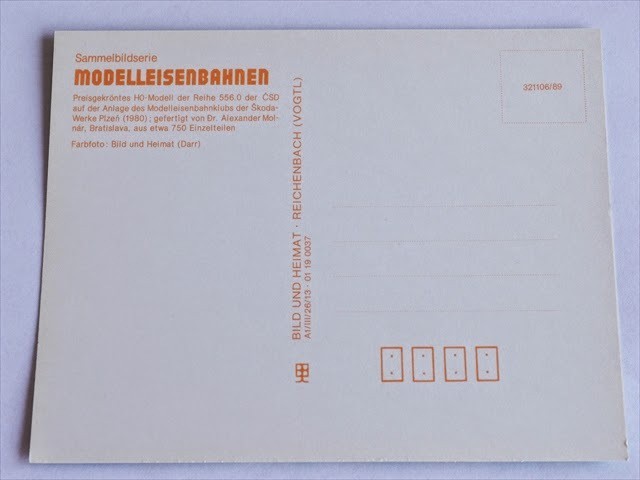 Sammelbildserie
MODELLEISENBAHNEN
Preisgekröntes H0-Modell der Reihe 556.0 der ČSD
auf der Anlage des Modelleisenbahnklubs der Škoda-
Werke Plzeň (1980); gefertigt von Dr. Alexander Mol-
nár, Bratislava, aus etwa 750 Einzelteilen
Farbfoto: Bild und Heimat (Darr)
BILD UND HEIMAT · REICHENBACH (VOGTL)
A1/III/26/13 · 01 19 0037
321106/89